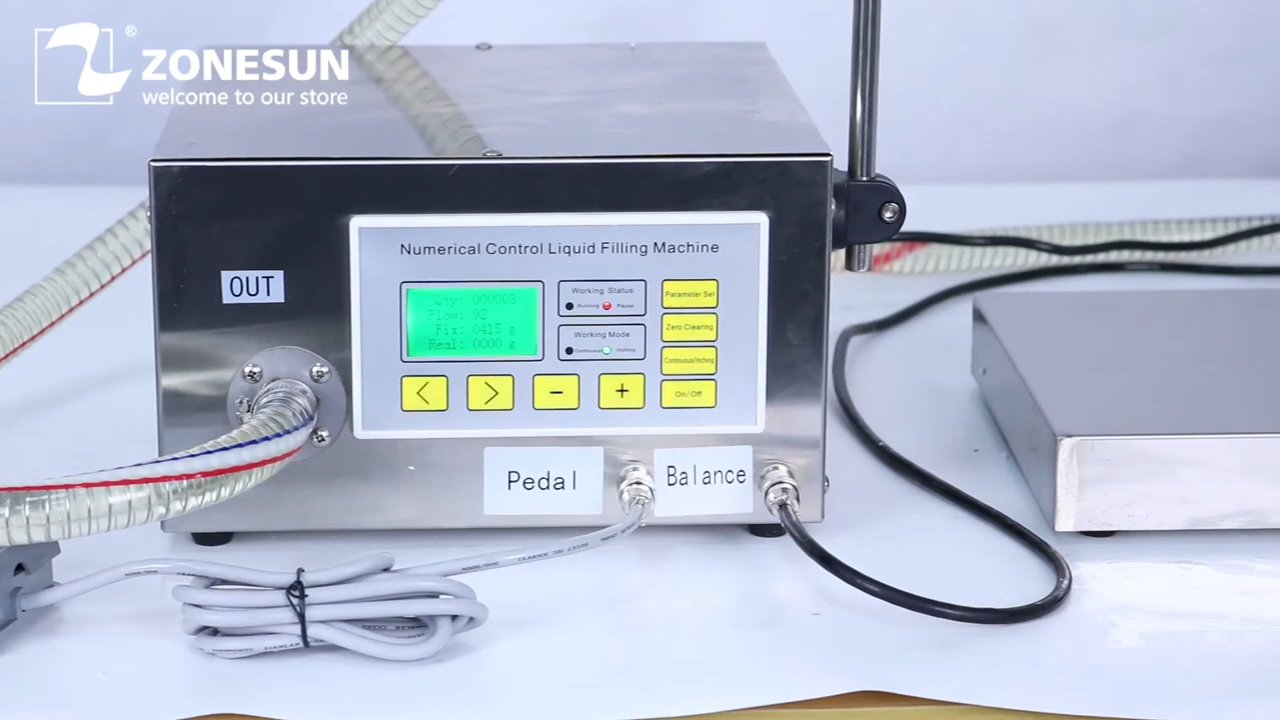 ®
ZONESUN
welcome to our store
Numerical Control Liquid Filling Machine
OUT
Qty: 000008
Flow: 92
Fix: 0415 g
Real: 0000 g
Working Status
Running
Pause
Working Mode
Continuous
Inching
Parameter Set
Zero Clearing
Continuous/Inching
On/Off
<
>
−
+
Pedal
Balance